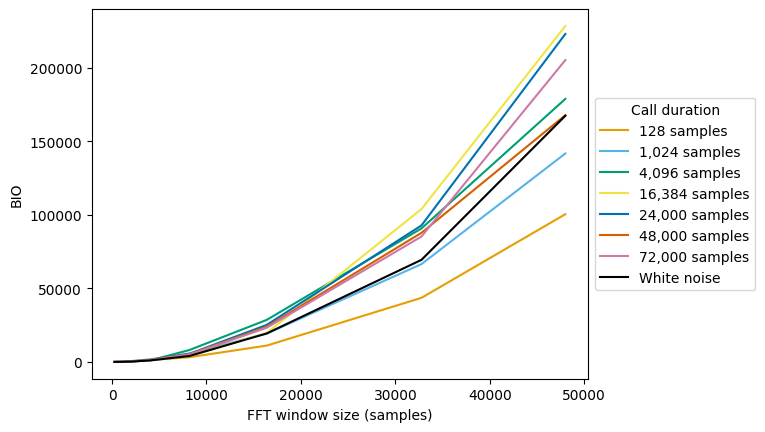 BIO
200000
150000
100000
50000
0
0 10000 20000 30000 40000 50000
FFT window size (samples)
Call duration
128 samples
1,024 samples
4,096 samples
16,384 samples
24,000 samples
48,000 samples
72,000 samples
White noise